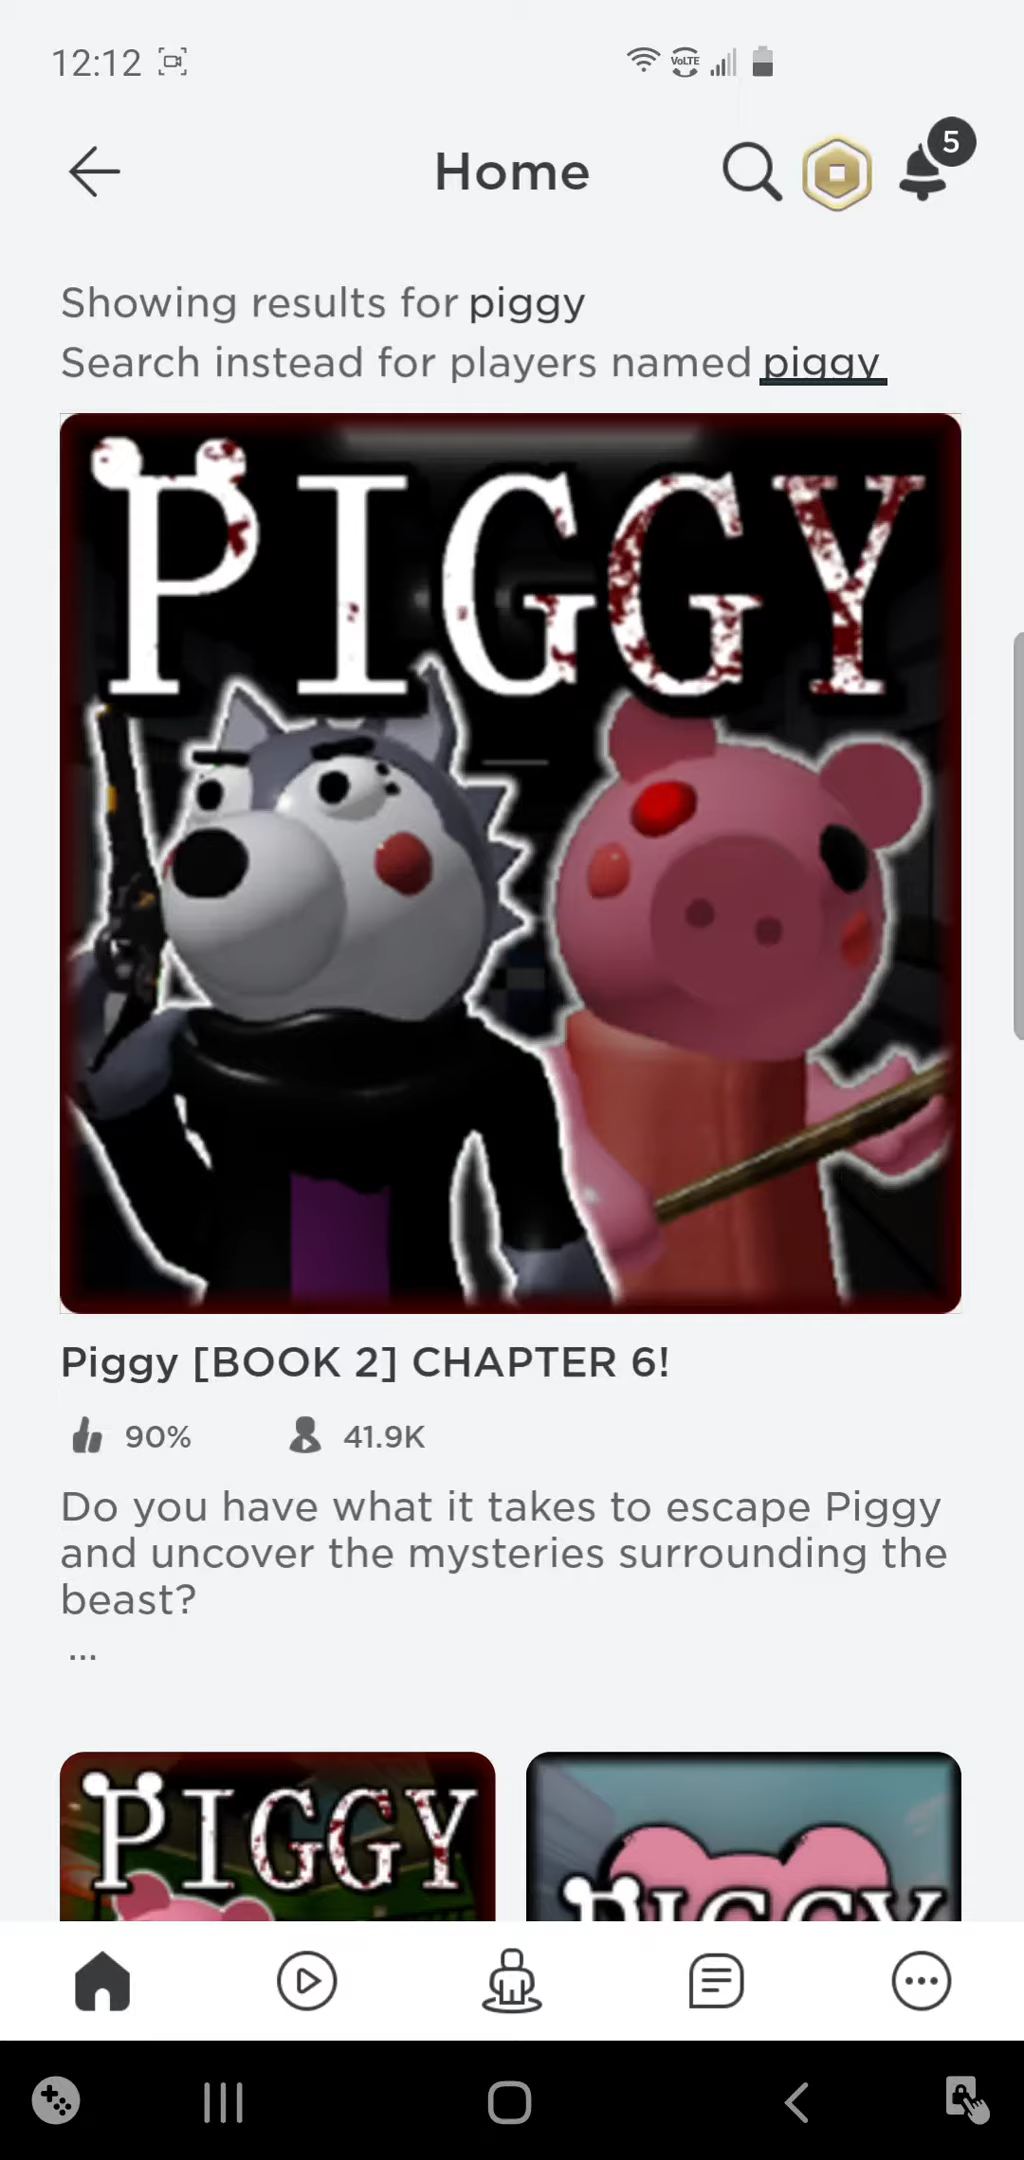 12:12
VoLTE
Home
5
Showing results for piggy
Search instead for players named piggy
PIGGY
Piggy [BOOK 2] CHAPTER 6!
90%
41.9K
Do you have what it takes to escape Piggy
and uncover the mysteries surrounding the
beast?
...
PIGGY
PIGGY